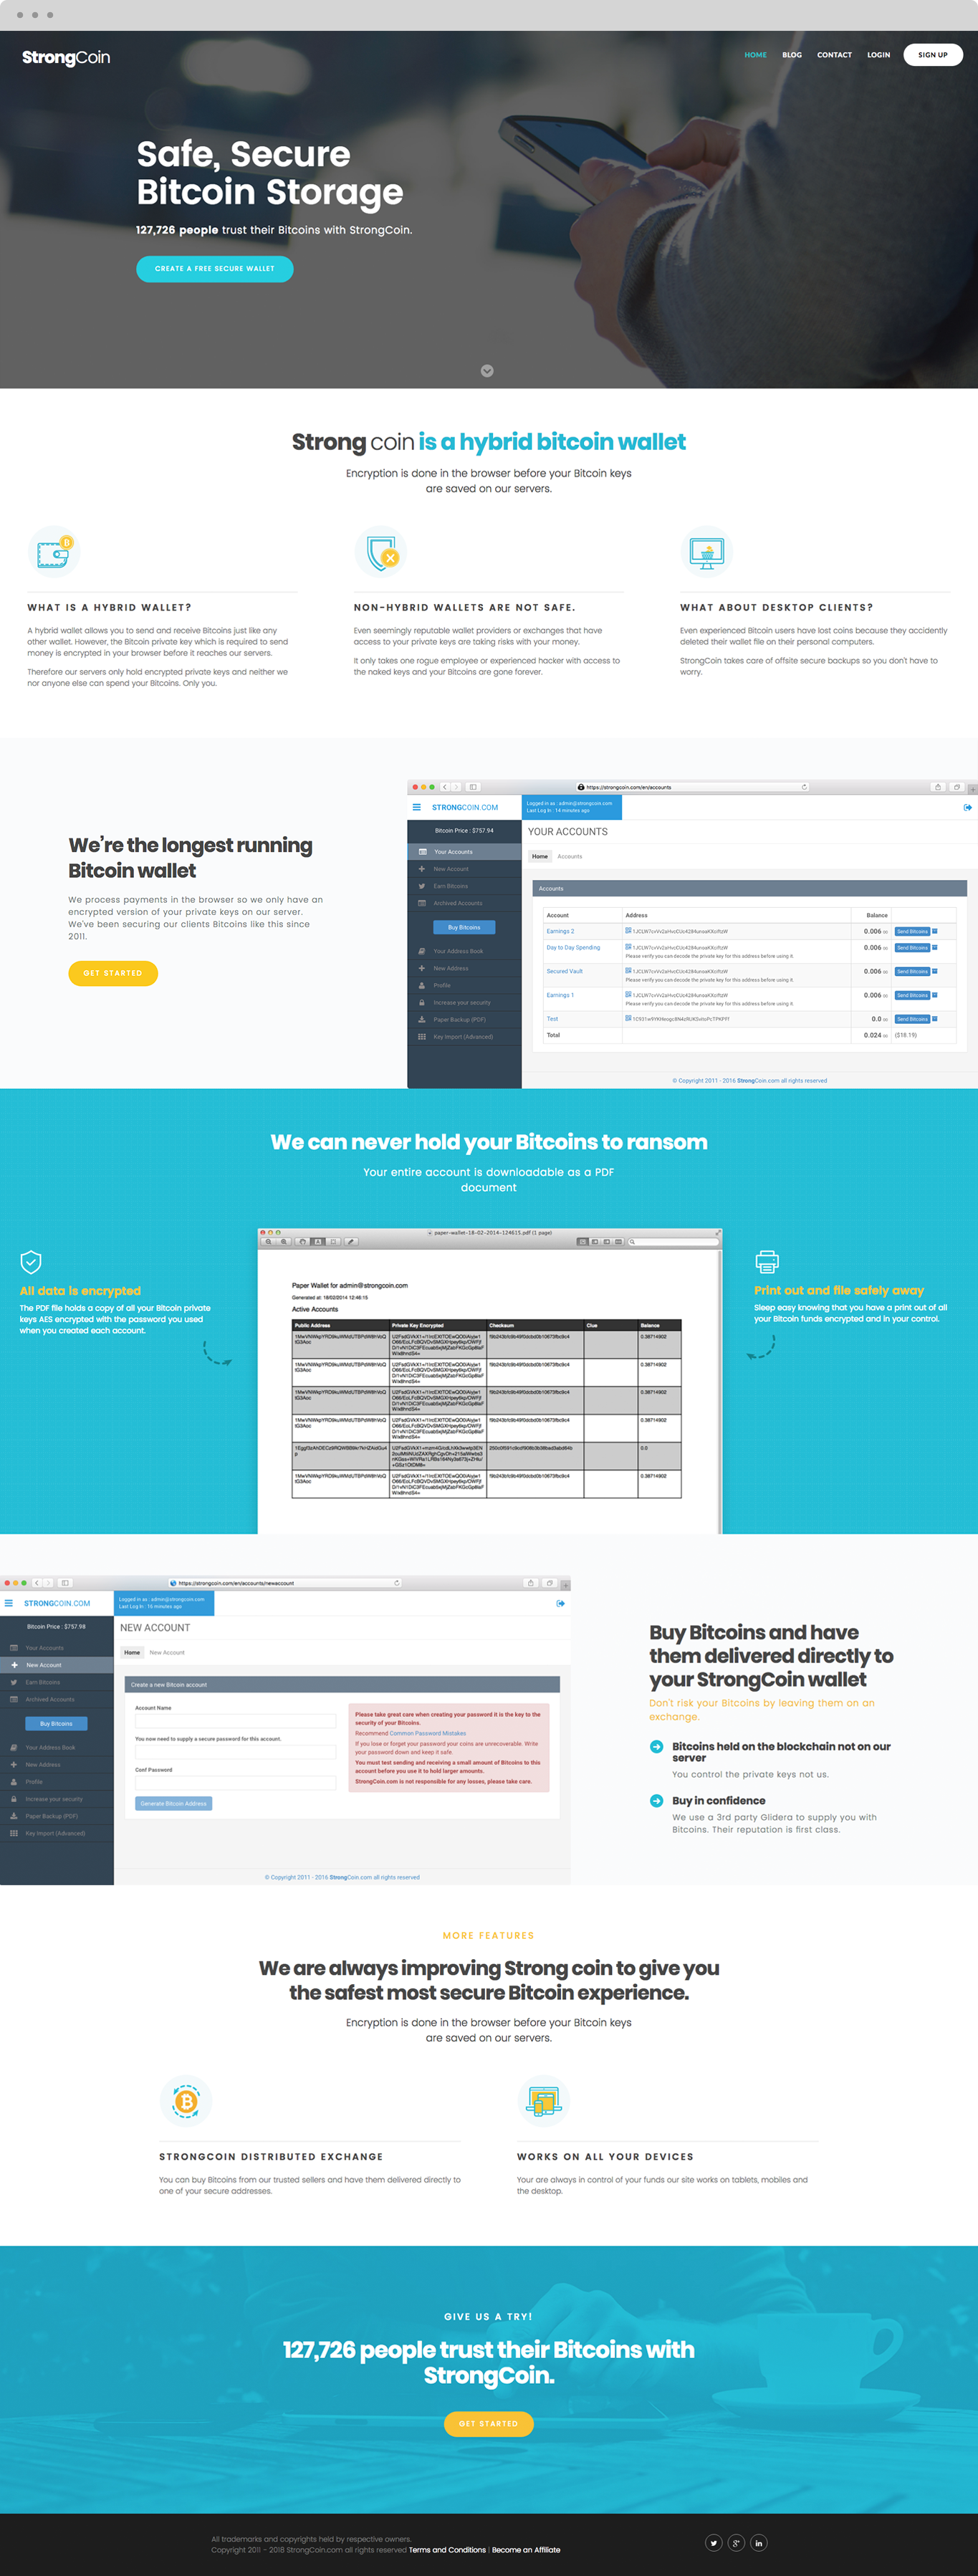 StrongCoin
HOME
BLOG
CONTACT
LOGIN
SIGN UP
Safe, Secure
Bitcoin Storage
127,726 people trust their Bitcoins with StrongCoin.
CREATE A FREE SECURE WALLET
Strong coin is a hybrid bitcoin wallet
Encryption is done in the browser before your Bitcoin keys
are saved on our servers.
WHAT IS A HYBRID WALLET?
A hybrid wallet allows you to send and receive Bitcoins just like any
other wallet. However, the Bitcoin private key which is required to send
money is encrypted in your browser before it reaches our servers.
Therefore our servers only hold encrypted private keys and neither we
nor anyone else can spend your Bitcoins. Only you.
NON-HYBRID WALLETS ARE NOT SAFE.
Even seemingly reputable wallet providers or exchanges that have
access to your private keys are taking risks with your money.
It only takes one rogue employee or experienced hacker with access to
the naked keys and your Bitcoins are gone forever.
WHAT ABOUT DESKTOP CLIENTS?
Even experienced Bitcoin users have lost coins because they accidently
deleted their wallet file on their personal computers.
StrongCoin takes care of offsite secure backups so you don't have to
worry.
We're the longest running
Bitcoin wallet
We process payments in the browser so we only have an
encrypted version of your private keys on our server.
We've been securing our clients Bitcoins like this since
2011.
GET STARTED
https://strongcoin.com/en/accounts
STRONGCOIN.COM
Logged in as : admin@strongcoin.com
Last Log In : 14 minutes ago
Bitcoin Price : $757.94
Your Accounts
New Account
Earn Bitcoins
Archived Accounts
Buy Bitcoins
Your Address Book
New Address
Profile
Increase your security
Paper Backup (PDF)
Key Import (Advanced)
YOUR ACCOUNTS
Home
Accounts
Accounts
Account
Address
Balance
Earnings 2
0.006
Send Bitcoins
Day to Day Spending
Please verify you can decode the private key for this address before using it
0.006
Send Bitcoins
Secured Vault
Please verify you can decode the private key for this address before using it
0.006
Send Bitcoins
Earnings 1
Please verify you can decode the private key for this address before using it
0.006
Send Bitcoins
Test
0.0
Send Bitcoins
Total
0.024
($18.19)
© Copyright 2011 - 2016 StrongCoin.com all rights reserved
We can never hold your Bitcoins to ransom
Your entire account is downloadable as a PDF
document
All data is encrypted
The PDF file holds a copy of all your Bitcoin private
keys AES encrypted with the password you used
when you created each account.
paper-wallet-18-02-2014-124615.pdf (1 page)
Paper Wallet for admin@strongcoin.com
Generated at: 18/02/2014 12:46:15
Active Accounts
Public Address
Private Key Encrypted
Checksum
Clue
Balance
0.38714902
0.38714902
0.38714902
0.38714902
0.0
0.38714902
Print out and file safely away
Sleep easy knowing that you have a print out of all
your Bitcoin funds encrypted and in your control.
https://strongcoin.com/en/accounts/newaccount
STRONGCOIN.COM
Logged in as : admin@strongcoin.com
Last Log In : 15 minutes ago
Bitcoin Price : $757.98
Your Accounts
New Account
Earn Bitcoins
Archived Accounts
Buy Bitcoins
Your Address Book
New Address
Profile
Increase your security
Paper Backup (PDF)
Key Import (Advanced)
NEW ACCOUNT
Home
New Account
Create a new Bitcoin account
Account Name
You now need to supply a secure password for this account.
Conf Password
Generate Bitcoin Address
Please take great care when creating your password it is the key to the
security of your Bitcoins.
Recommend Common Password Mistakes
If you lose or forget your password your coins are unrecoverable. Write
your password down and keep it safe.
You must test sending and receiving a small amount of Bitcoins to this
account before you use it to hold larger amounts.
StrongCoin.com is not responsible for any losses, please take care.
© Copyright 2011 - 2016 StrongCoin.com all rights reserved
Buy Bitcoins and have
them delivered directly to
your StrongCoin wallet
Don't risk your Bitcoins by leaving them on an
exchange.
Bitcoins held on the blockchain not on our
server
You control the private keys not us.
Buy in confidence
We use a 3rd party Glidera to supply you with
Bitcoins. Their reputation is first class.
MORE FEATURES
We are always improving Strong coin to give you
the safest most secure Bitcoin experience.
Encryption is done in the browser before your Bitcoin keys
are saved on our servers.
STRONGCOIN DISTRIBUTED EXCHANGE
You can buy Bitcoins from our trusted sellers and have them delivered directly to
one of your secure addresses.
WORKS ON ALL YOUR DEVICES
Your are always in control of your funds our site works on tablets, mobiles and
the desktop.
GIVE US A TRY!
127,726 people trust their Bitcoins with
StrongCoin.
GET STARTED
All trademarks and copyrights held by respective owners.
Copyright 2011 - 2018 StrongCoin.com all rights reserved Terms and Conditions | Become an Affiliate